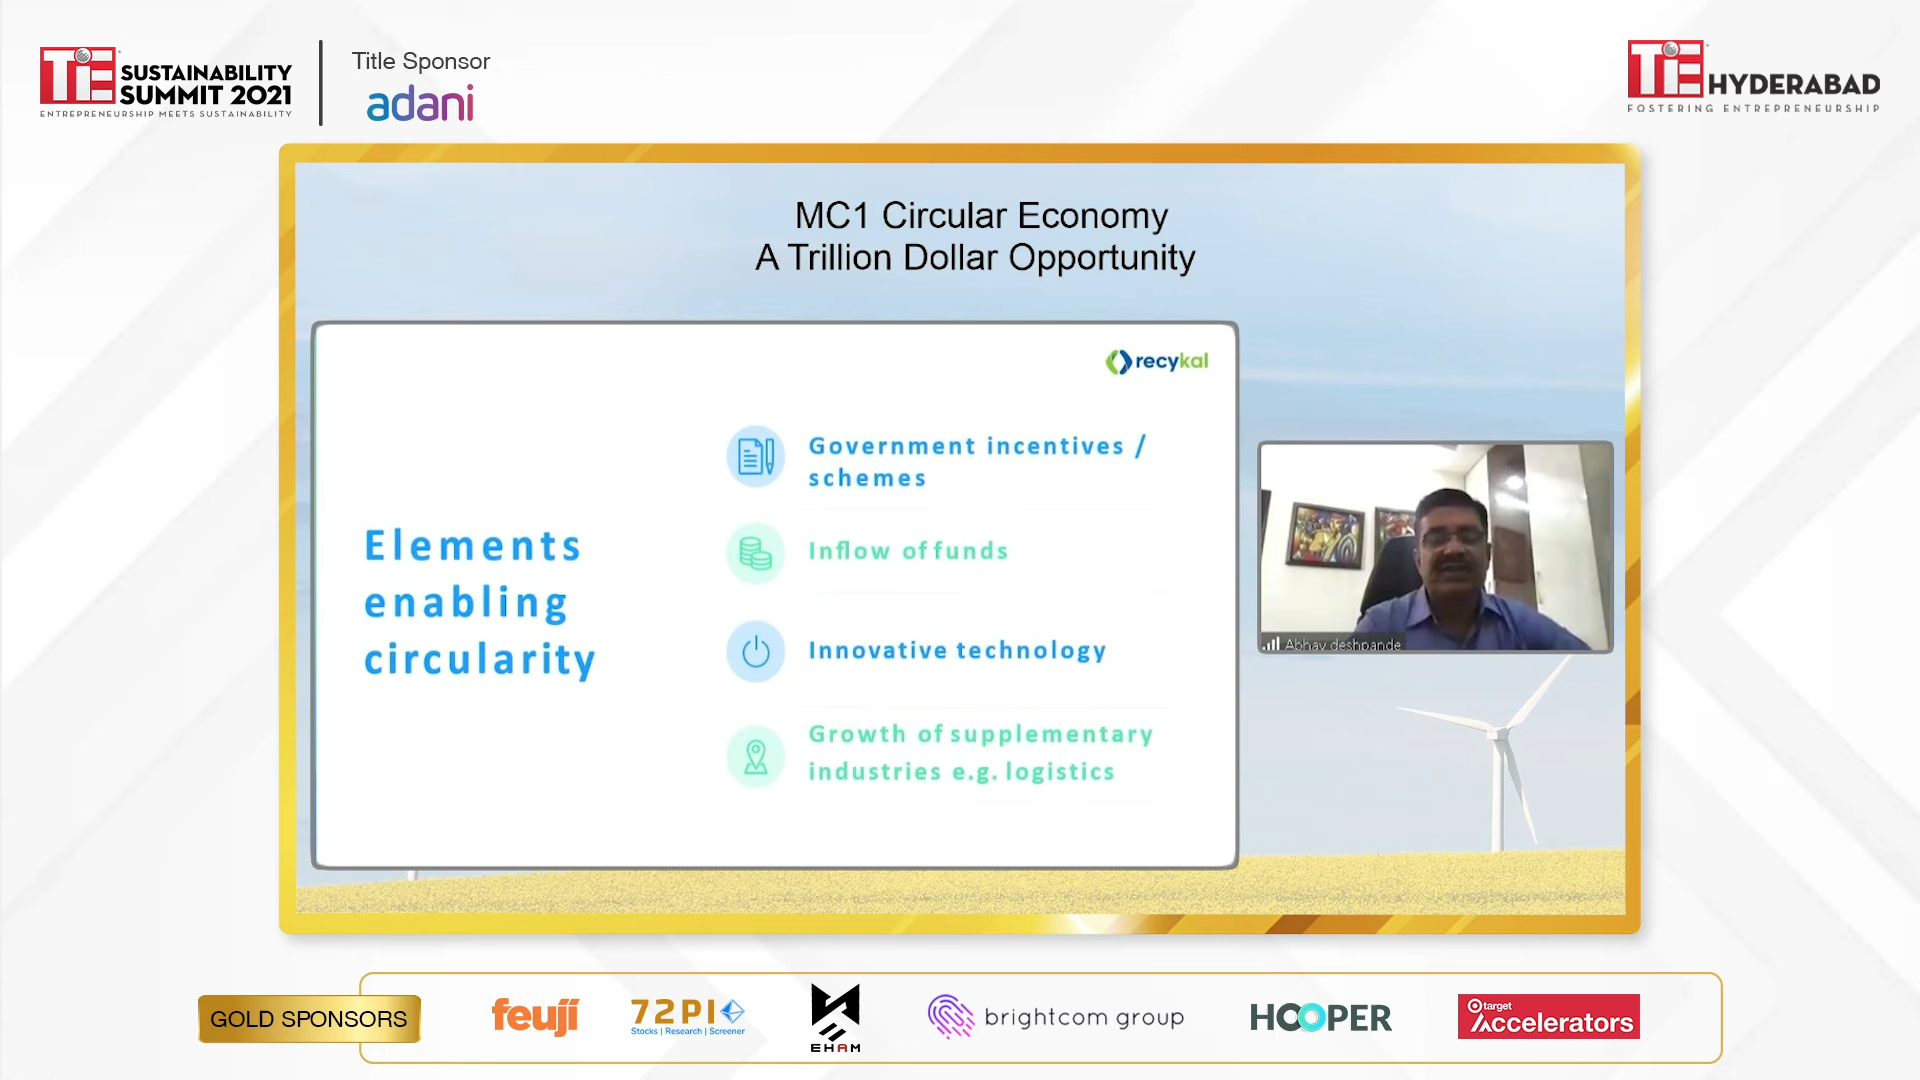 TiE SUSTAINABILITY
SUMMIT 2021
ENTREPRENEURSHIP MEETS SUSTAINABILITY
Title Sponsor
adani
TiE HYDERABAD
FOSTERING ENTREPRENEURSHIP
MC1 Circular Economy
A Trillion Dollar Opportunity
recykal
Elements
enabling
circularity
Government incentives /
schemes
Inflow of funds
Innovative technology
Growth of supplementary
industries e.g. logistics
Abhay deshpande
GOLD SPONSORS
feuji
72PI
Stocks | Research | Screener
EHAM
brightcom group
HOOPER
target
Accelerators